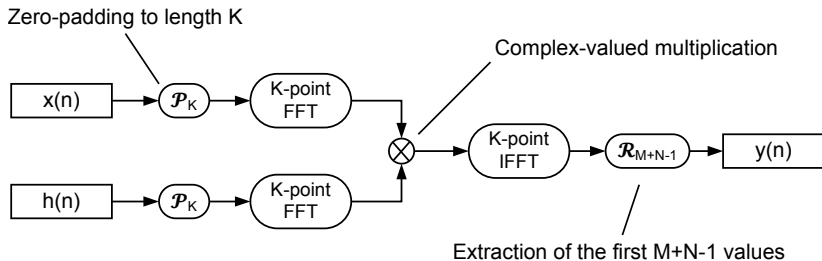 Zero-padding to length K
Complex-valued multiplication
x(n)
𝓟K
K-point
FFT
K-point
IFFT
𝓡M+N-1
y(n)
h(n)
𝓟K
K-point
FFT
Extraction of the first M+N-1 values